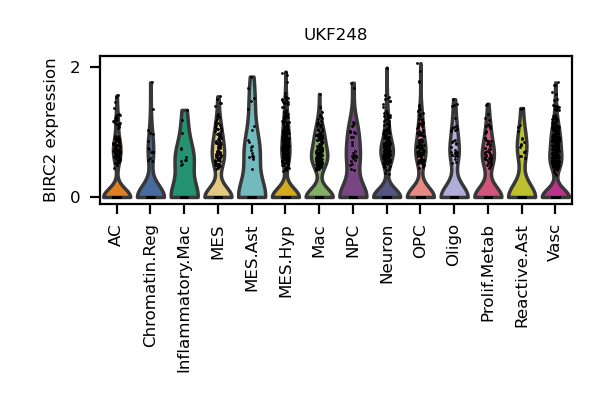 UKF248
BIRC2 expression
2
0
AC
Chromatin.Reg
Inflammatory.Mac
MES
MES.Ast
MES.Hyp
Mac
NPC
Neuron
OPC
Oligo
Prolif.Metab
Reactive.Ast
Vasc